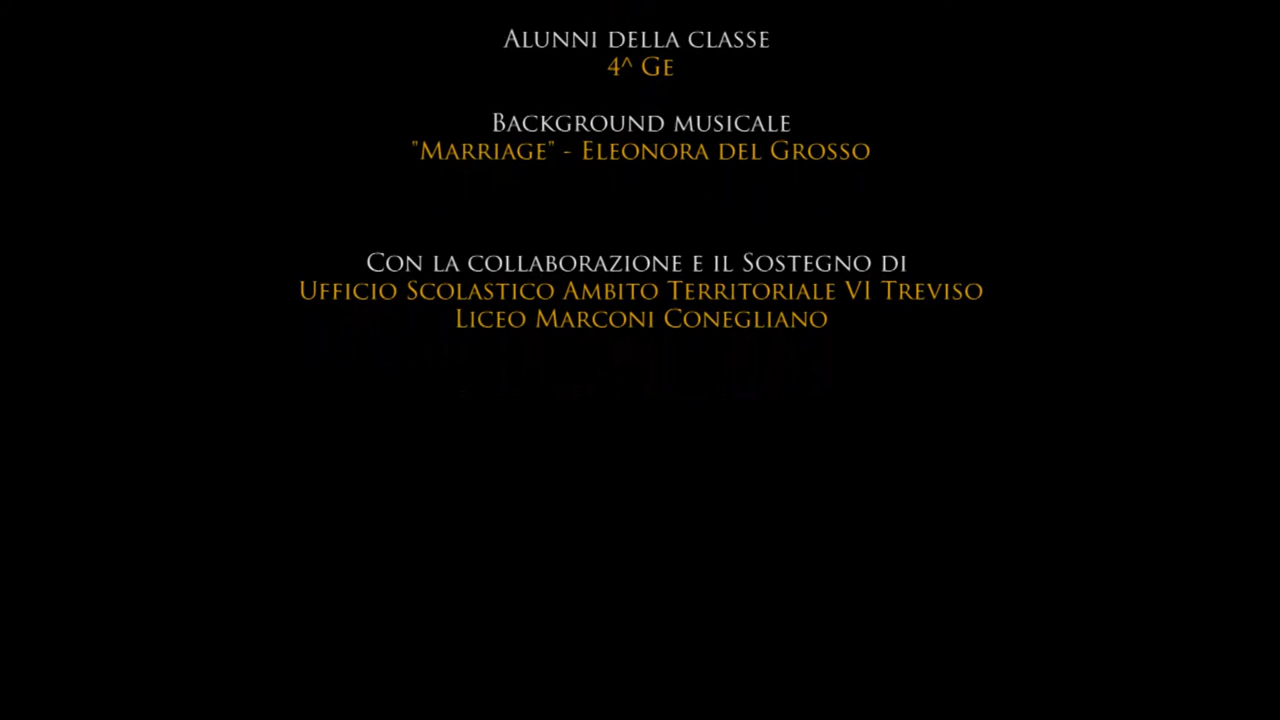 Alunni della classe
4^ Ge
Background musicale
"Marriage" - Eleonora del Grosso
Con la collaborazione e il Sostegno di
Ufficio Scolastico Ambito Territoriale VI Treviso
Liceo Marconi Conegliano